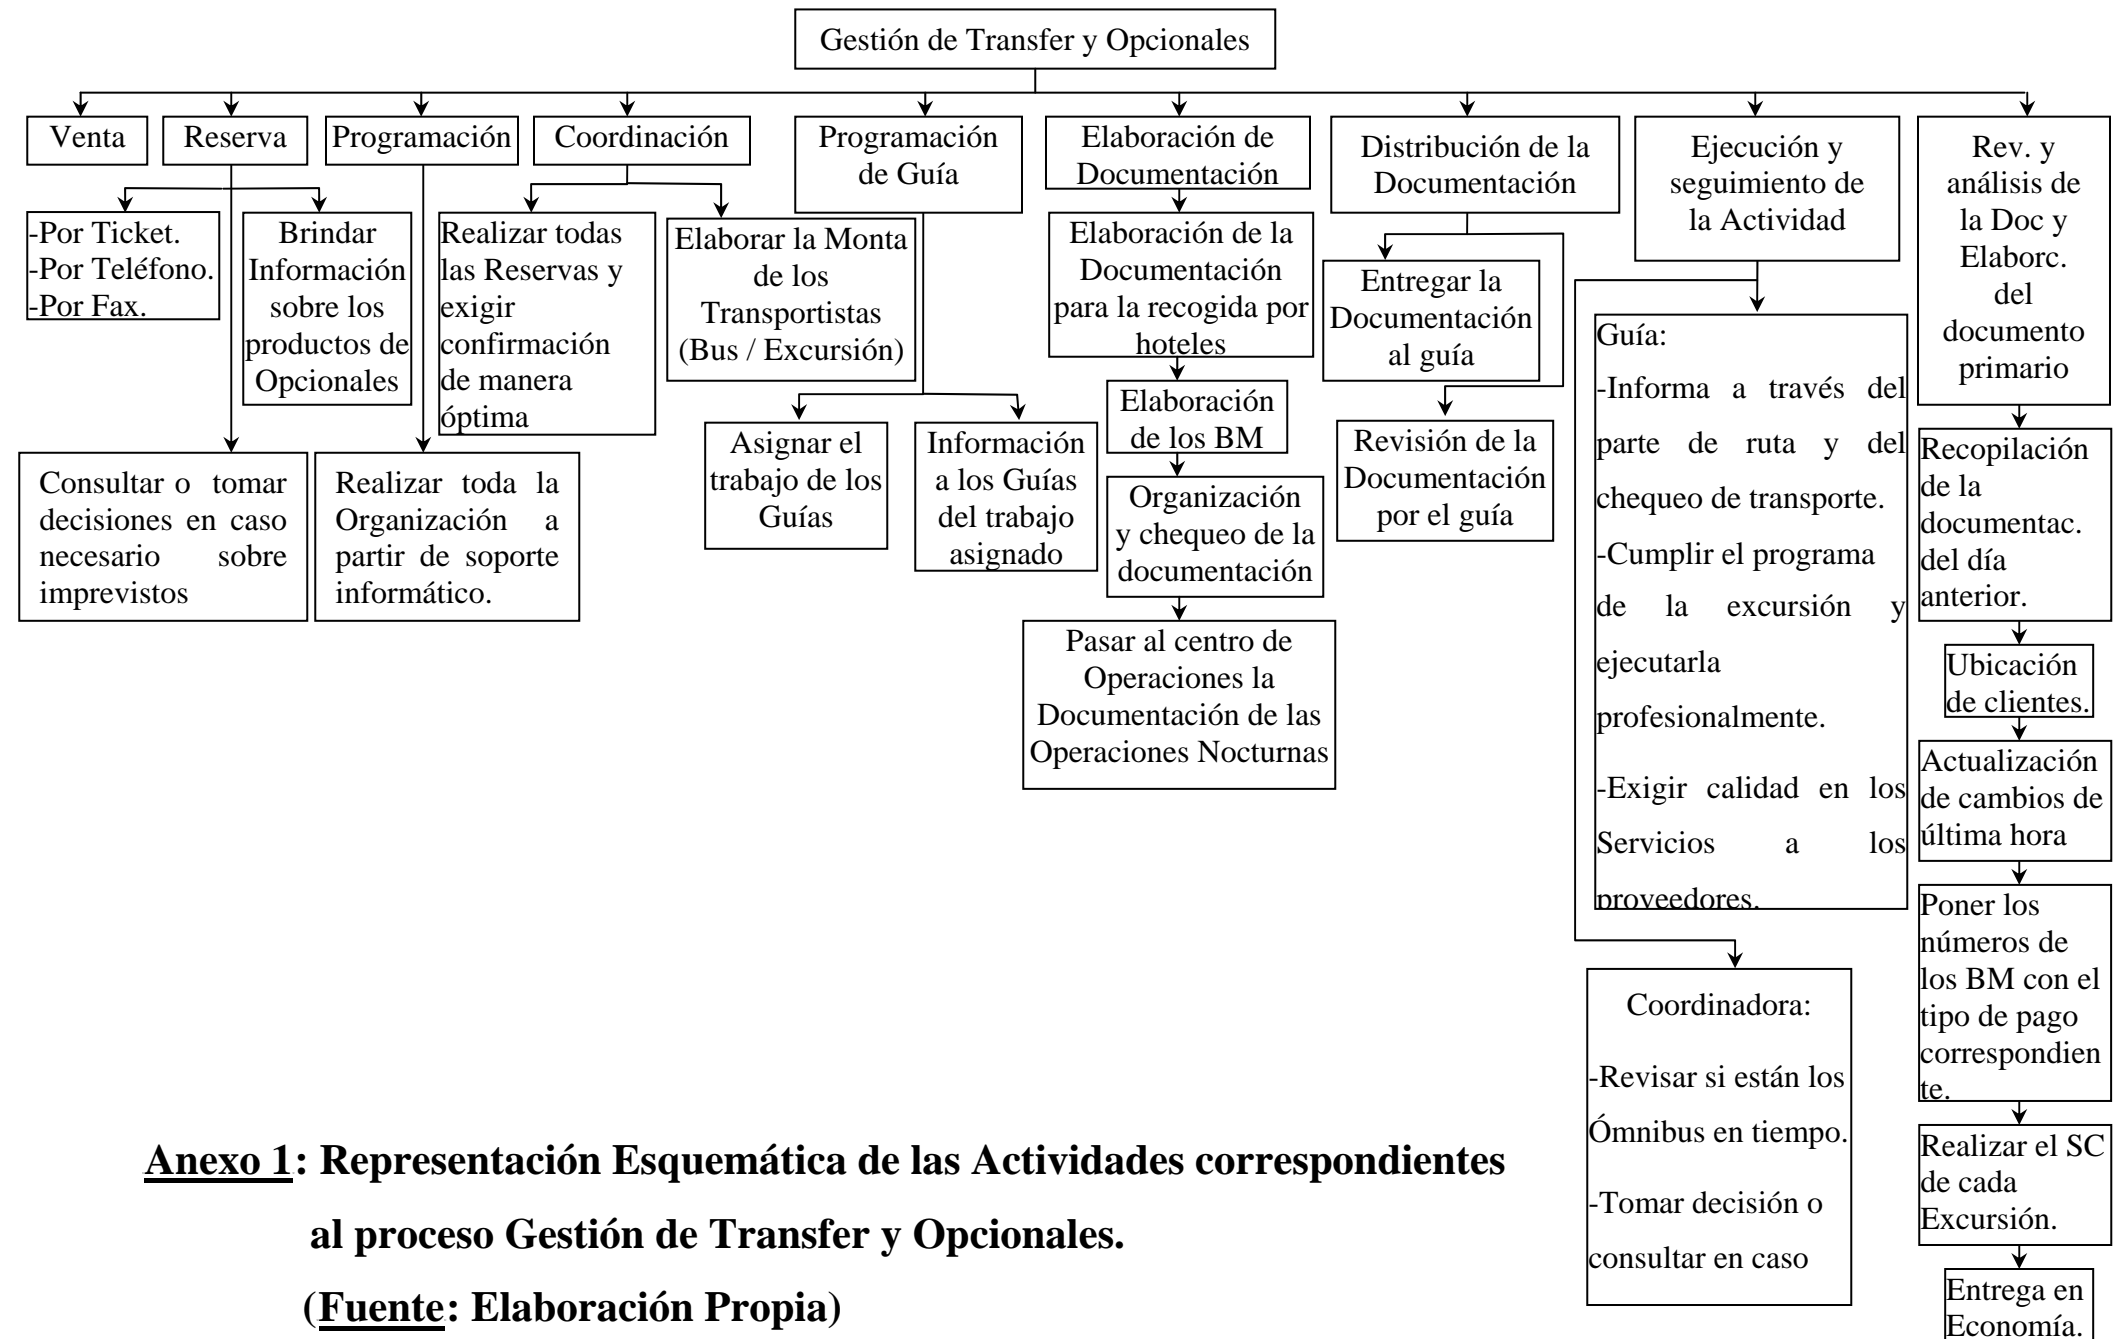 Gestión de Transfer y Opcionales
Venta
Reserva
Programación
Coordinación
Programación
de Guía
Elaboración de
Documentación
Distribución de la
Documentación
Ejecución y
seguimiento de
la Actividad
Rev. y
análisis de
la Doc y
Elaborc.
del
documento
primario
-Por Ticket.
-Por Teléfono.
-Por Fax.
Brindar
Información
sobre los
productos de
Opcionales
Consultar o tomar
decisiones en caso
necesario sobre
imprevistos
Realizar toda la
Organización a
partir de soporte
informático.
Realizar todas
las Reservas y
exigir
confirmación
de manera
óptima
Elaborar la Monta
de los
Transportistas
(Bus / Excursión)
Asignar el
trabajo de los
Guías
Información
a los Guías
del trabajo
asignado
Elaboración de la
Documentación
para la recogida por
hoteles
Elaboración
de los BM
Organización
y chequeo de la
documentación
Pasar al centro de
Operaciones la
Documentación de las
Operaciones Nocturnas
Entregar la
Documentación
al guía
Revisión de la
Documentación
por el guía
Guía:
-Informa a través del
parte de ruta y del
chequeo de transporte.
-Cumplir el programa
de la excursión y
ejecutarla
profesionalmente.
-Exigir calidad en los
Servicios a los
proveedores.
Coordinadora:
-Revisar si están los
Ómnibus en tiempo.
-Tomar decisión o
consultar en caso
Recopilación
de la
documentac.
del día
anterior.
Ubicación
de clientes.
Actualización
de cambios de
última hora
Poner los
números de
los BM con el
tipo de pago
correspondien
te.
Realizar el SC
de cada
Excursión.
Entrega en
Economía.
Anexo 1: Representación Esquemática de las Actividades correspondientes
al proceso Gestión de Transfer y Opcionales.
(Fuente: Elaboración Propia)